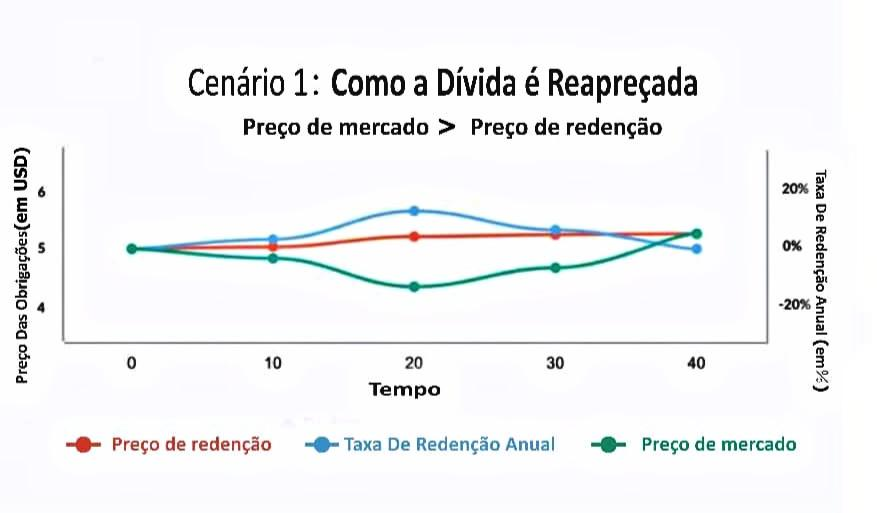 Cenário 1: Como a Dívida é Reapreçada
Preço de mercado > Preço de redenção
Preço Das Obrigações(em USD)
6
5
4
20%
0%
-20%
Taxa De Redenção Anual (em%)
0 10 20 30 40
Tempo
Preço de redenção Taxa De Redenção Anual Preço de mercado